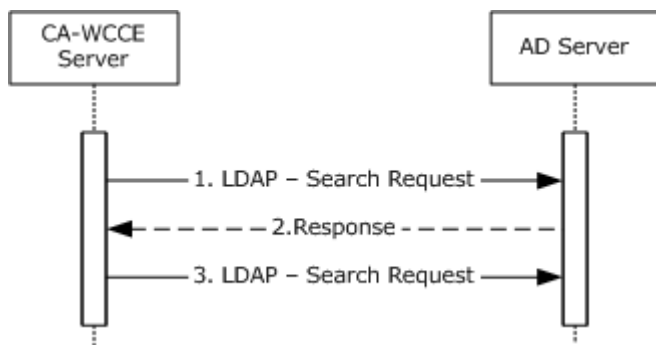 CA-WCCE
Server
AD Server
1. LDAP – Search Request
2.Response
3. LDAP – Search Request